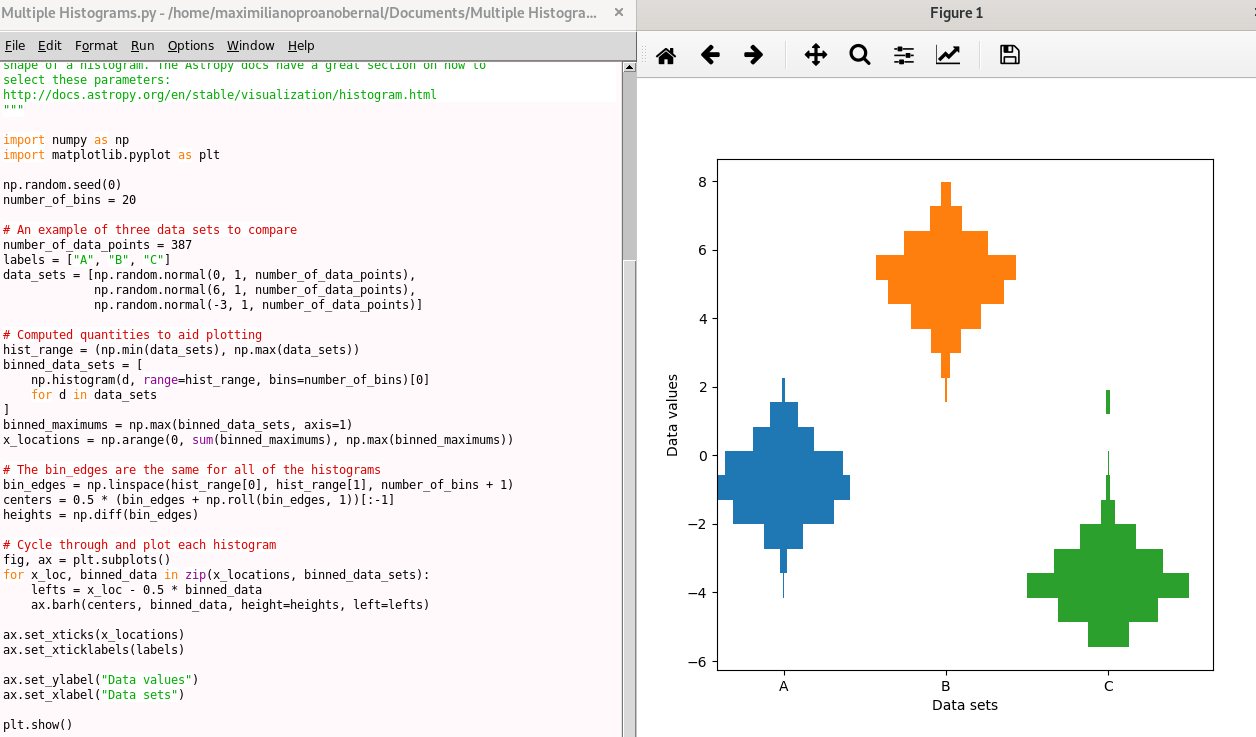 Multiple Histograms.py - /home/maximilianoproanobernal/Documents/Multiple Histogra...
File Edit Format Run Options Window Help
shape of a histogram. The Astropy docs have a great section on how to
select these parameters:
http://docs.astropy.org/en/stable/visualization/histogram.html
"""
import numpy as np
import matplotlib.pyplot as plt
np.random.seed(0)
number_of_bins = 20
# An example of three data sets to compare
number_of_data_points = 387
labels = ["A", "B", "C"]
data_sets = [np.random.normal(0, 1, number_of_data_points),
             np.random.normal(6, 1, number_of_data_points),
             np.random.normal(-3, 1, number_of_data_points)]
# Computed quantities to aid plotting
hist_range = (np.min(data_sets), np.max(data_sets))
binned_data_sets = [
    np.histogram(d, range=hist_range, bins=number_of_bins)[0]
    for d in data_sets
]
binned_maximums = np.max(binned_data_sets, axis=1)
x_locations = np.arange(0, sum(binned_maximums), np.max(binned_maximums))
# The bin_edges are the same for all of the histograms
bin_edges = np.linspace(hist_range[0], hist_range[1], number_of_bins + 1)
centers = 0.5 * (bin_edges + np.roll(bin_edges, 1))[:-1]
heights = np.diff(bin_edges)
# Cycle through and plot each histogram
fig, ax = plt.subplots()
for x_loc, binned_data in zip(x_locations, binned_data_sets):
    lefts = x_loc - 0.5 * binned_data
    ax.barh(centers, binned_data, height=heights, left=lefts)
ax.set_xticks(x_locations)
ax.set_xticklabels(labels)
ax.set_ylabel("Data values")
ax.set_xlabel("Data sets")
plt.show()
Figure 1
8
6
4
2
0
−2
−4
−6
Data values
A B C
Data sets